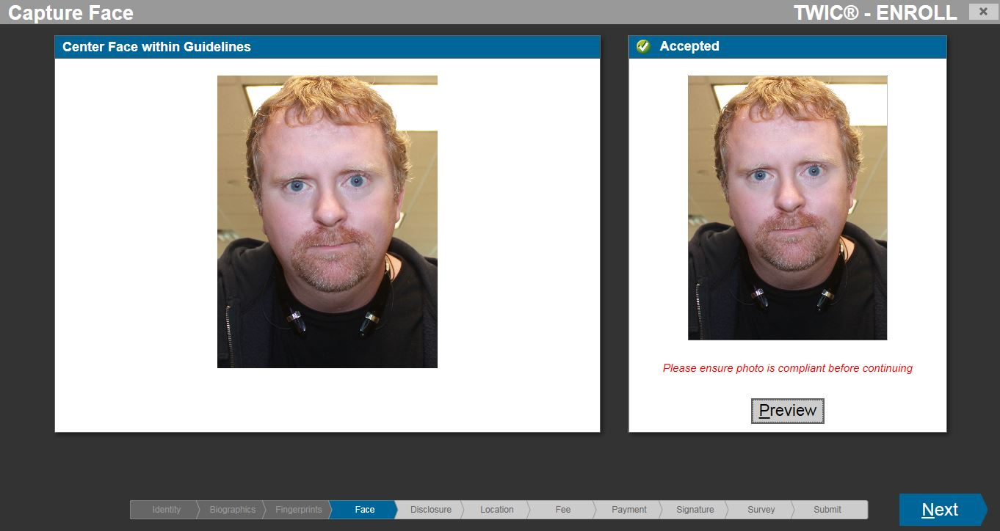 Capture Face
TWIC® - ENROLL
Center Face within Guidelines
Accepted
Please ensure photo is compliant before continuing
Preview
Identity
Biographics
Fingerprints
Face
Disclosure
Location
Fee
Payment
Signature
Survey
Submit
Next